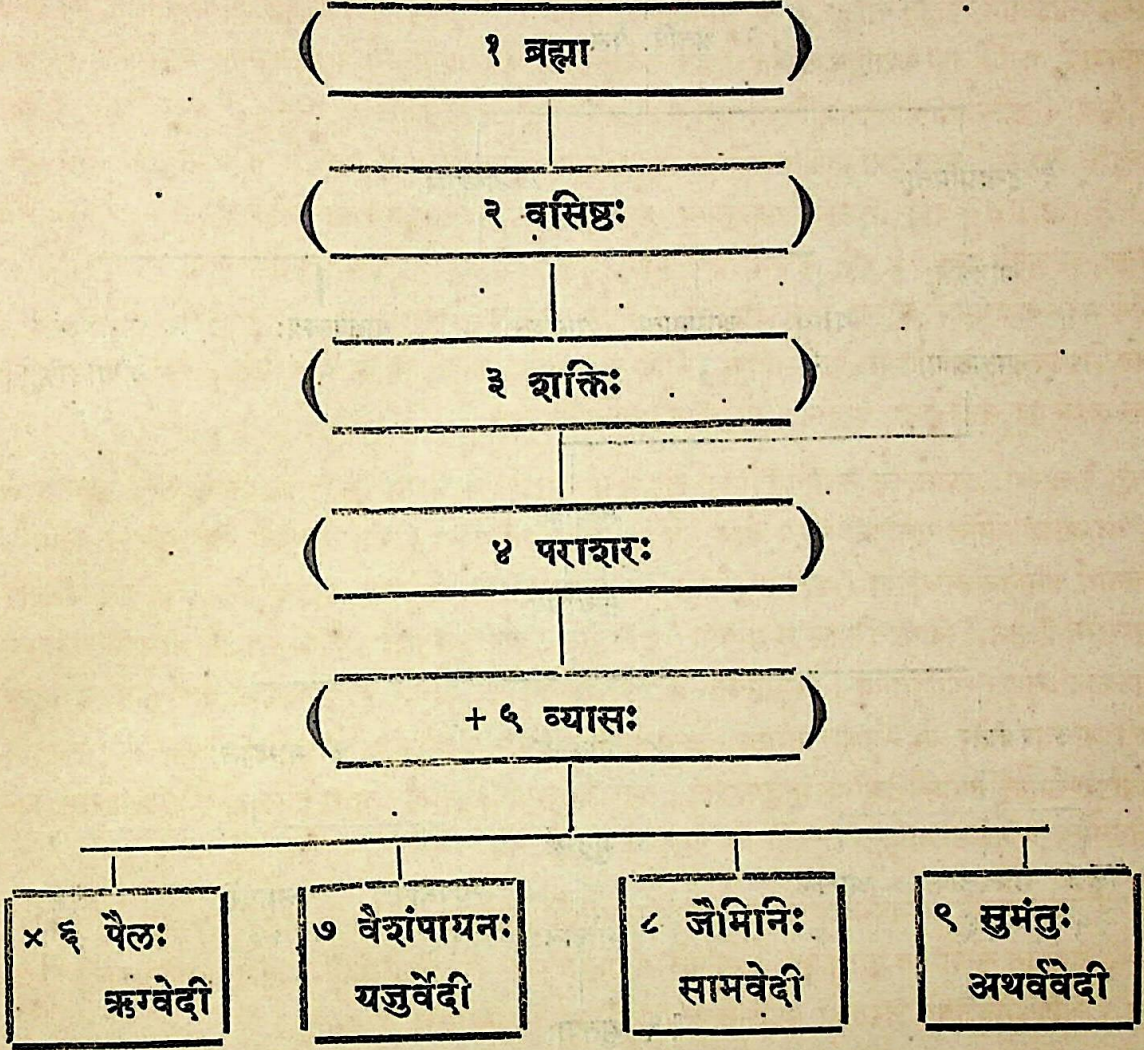 १ ब्रह्मा
२ वसिष्ठः
३ शक्तिः
४ पराशरः
+ ५ व्यासः
× ६ पैलः
ऋग्वेदी
७ वैशंपायनः
यजुर्वेदी
८ जैमिनिः
सामवेदी
९ सुमंतुः
अथर्ववेदी